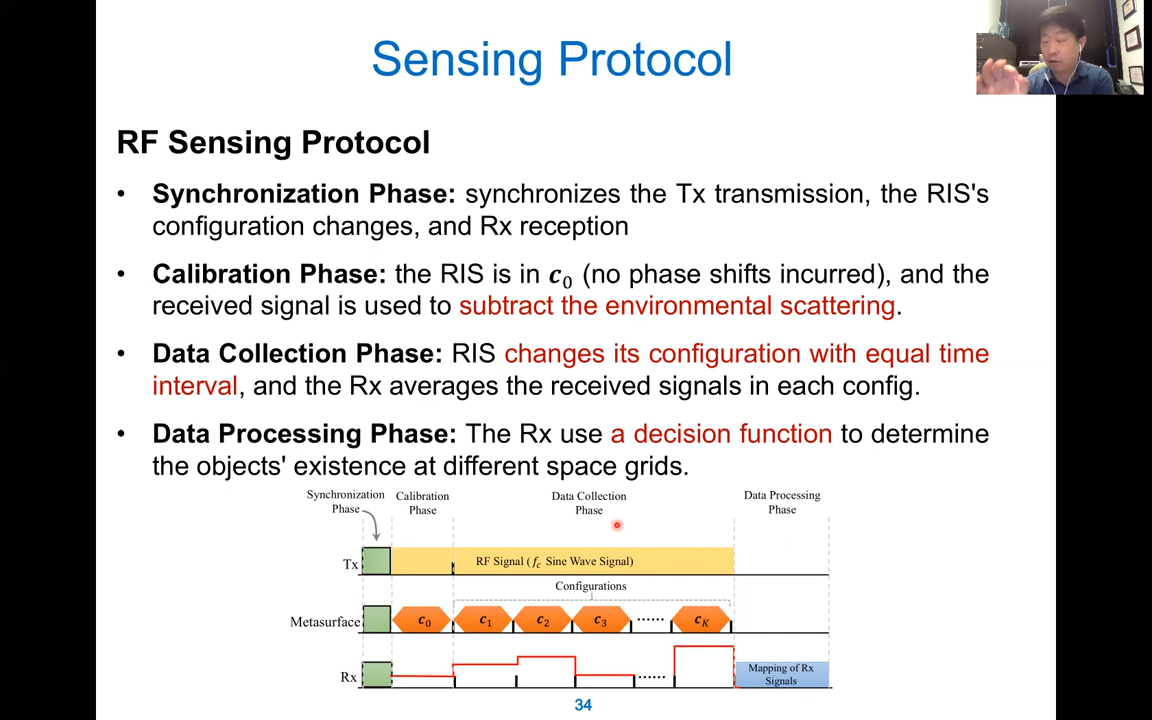 Sensing Protocol
RF Sensing Protocol
• Synchronization Phase: synchronizes the Tx transmission, the RIS's
configuration changes, and Rx reception
• Calibration Phase: the RIS is in c₀ (no phase shifts incurred), and the
received signal is used to subtract the environmental scattering.
• Data Collection Phase: RIS changes its configuration with equal time
interval, and the Rx averages the received signals in each config.
• Data Processing Phase: The Rx use a decision function to determine
the objects' existence at different space grids.
Synchronization
Phase
Calibration
Phase
Data Collection
Phase
Data Processing
Phase
Tx
RF Signal (f_c Sine Wave Signal)
Configurations
Metasurface
c₀ c₁ c₂ c₃ ...... c_K
Rx
......
Mapping of Rx
Signals
34